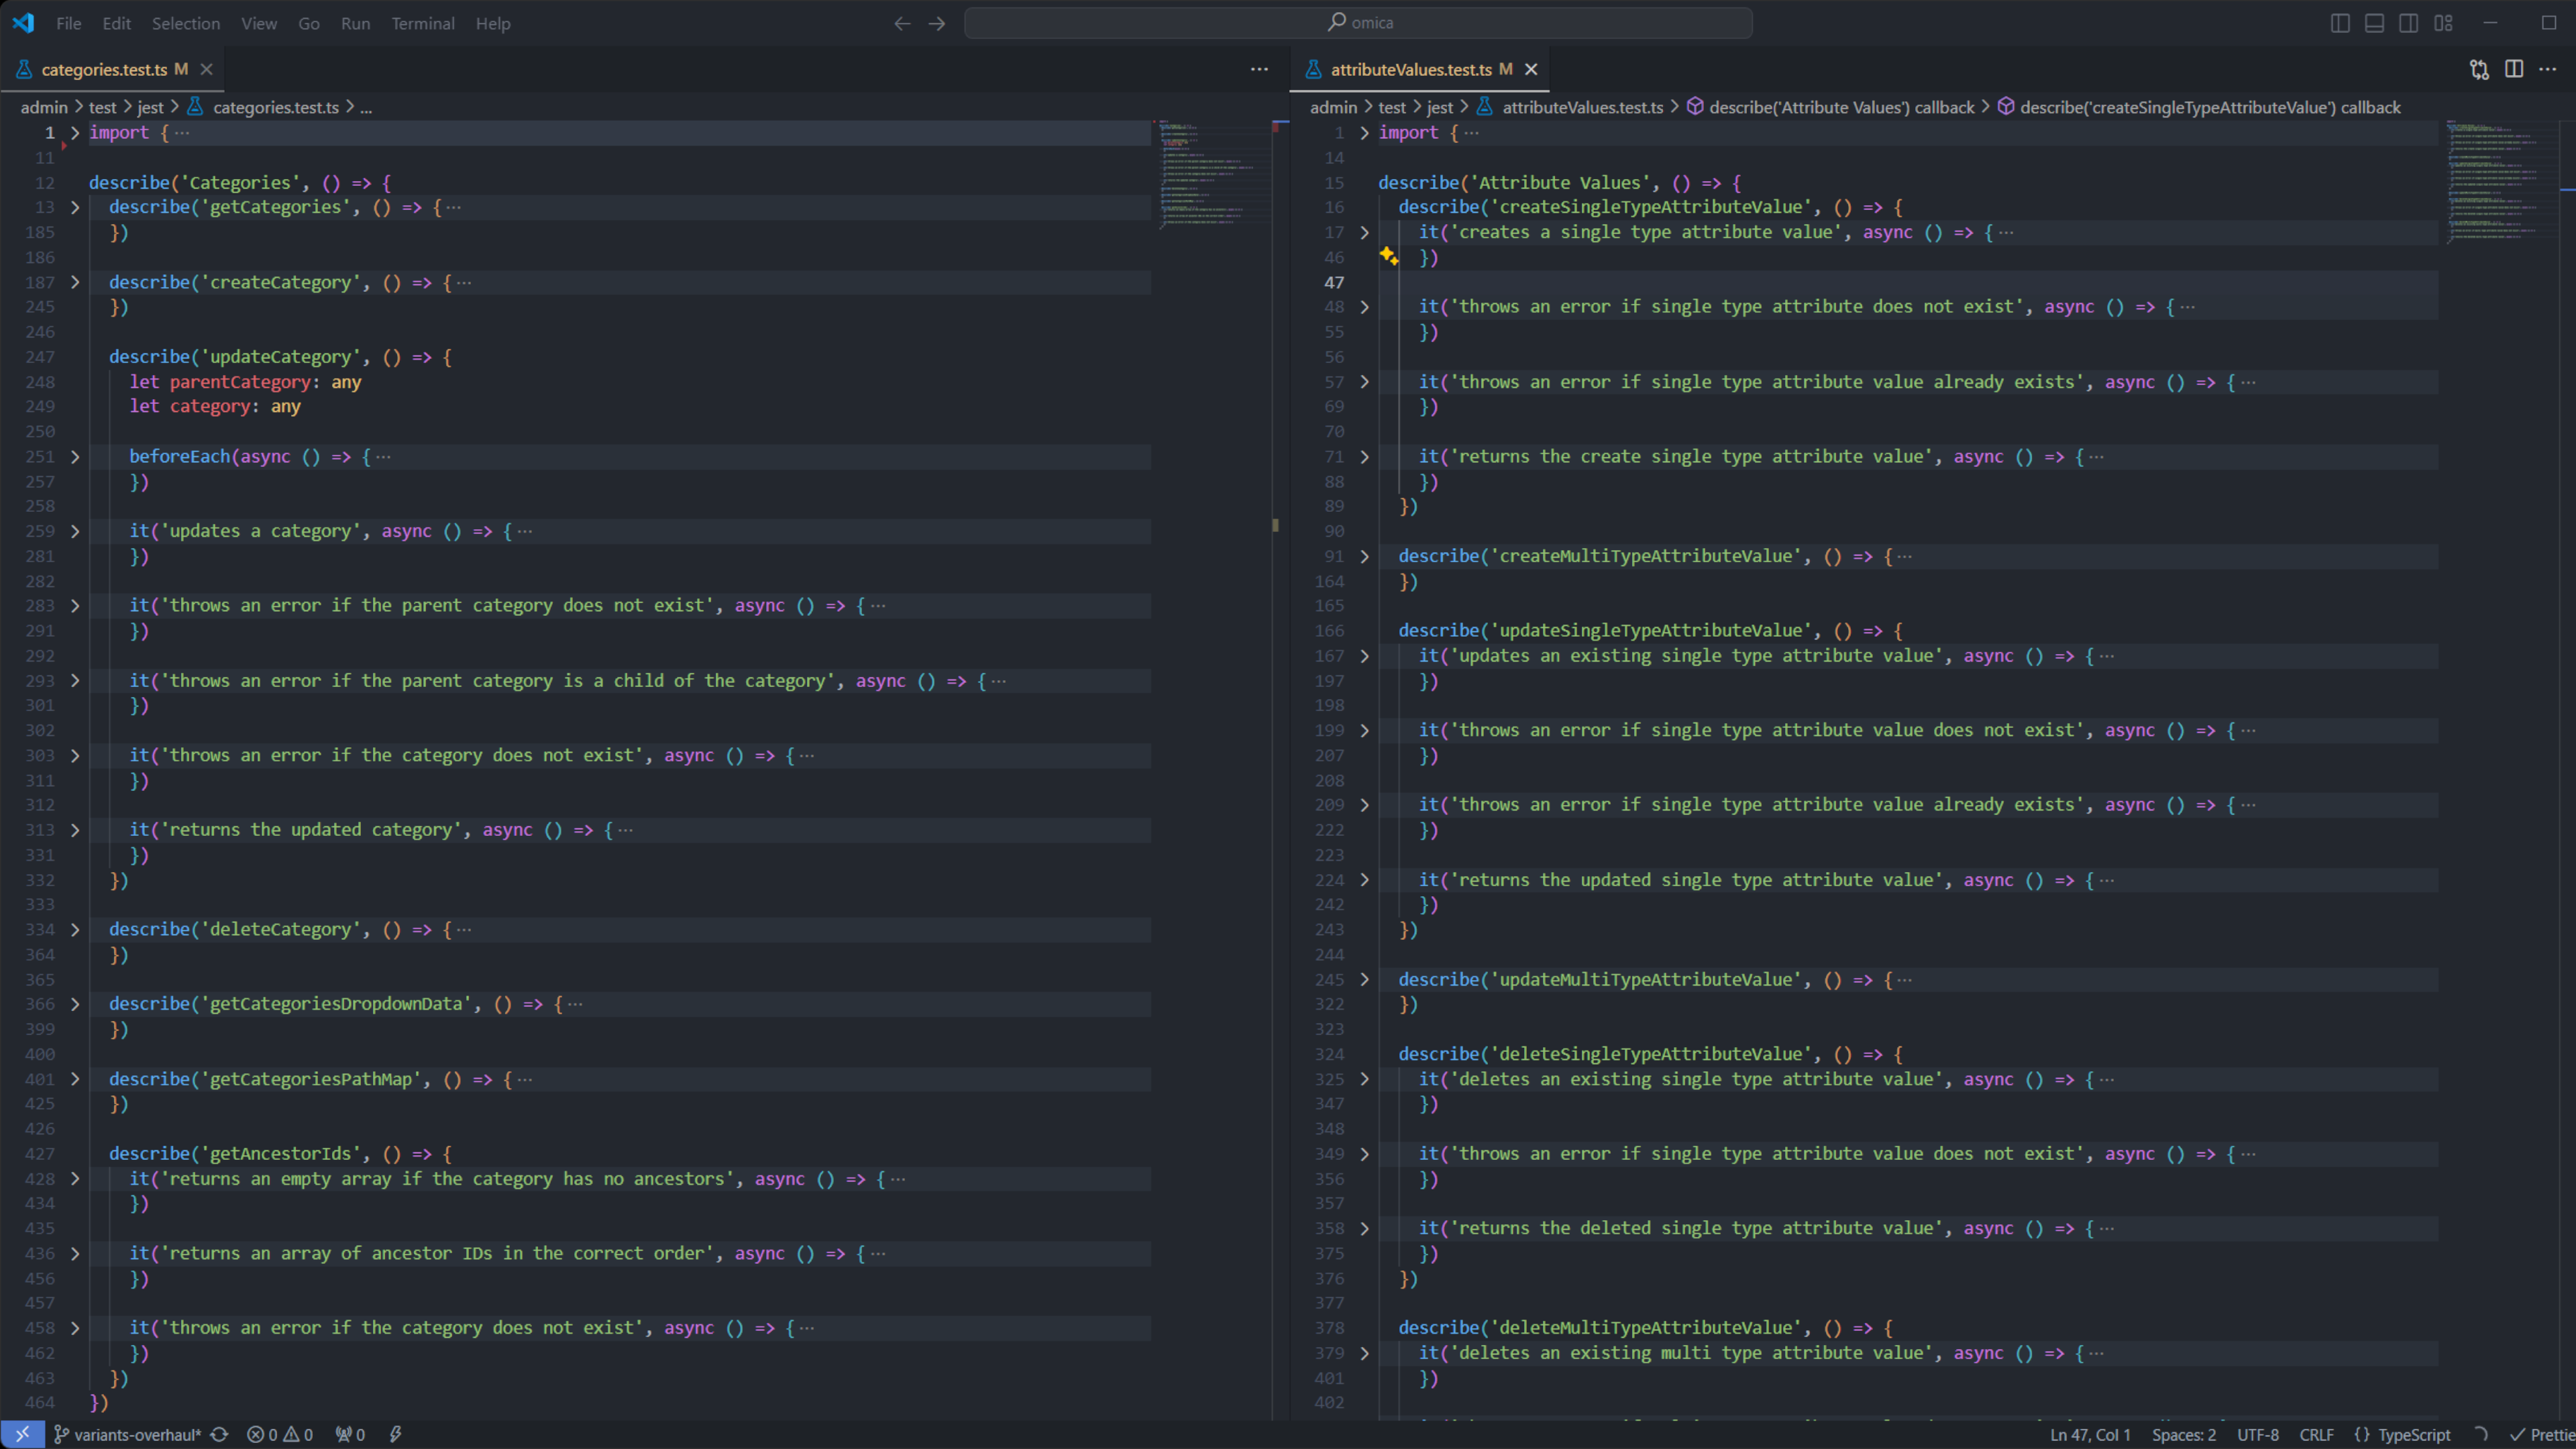 File Edit Selection View Go Run Terminal Help
omica
categories.test.ts M
admin > test > jest > categories.test.ts > ...
1 import { ···
11
12 describe('Categories', () => {
13 describe('getCategories', () => { ···
185 })
186
187 describe('createCategory', () => { ···
245 })
246
247 describe('updateCategory', () => {
248 let parentCategory: any
249 let category: any
250
251 beforeEach(async () => { ···
257 })
258
259 it('updates a category', async () => { ···
281 })
282
283 it('throws an error if the parent category does not exist', async () => { ···
291 })
292
293 it('throws an error if the parent category is a child of the category', async () => { ···
301 })
302
303 it('throws an error if the category does not exist', async () => { ···
311 })
312
313 it('returns the updated category', async () => { ···
331 })
332 })
333
334 describe('deleteCategory', () => { ···
364 })
365
366 describe('getCategoriesDropdownData', () => { ···
399 })
400
401 describe('getCategoriesPathMap', () => { ···
425 })
426
427 describe('getAncestorIds', () => {
428 it('returns an empty array if the category has no ancestors', async () => { ···
434 })
435
436 it('returns an array of ancestor IDs in the correct order', async () => { ···
456 })
457
458 it('throws an error if the category does not exist', async () => { ···
462 })
463 })
464 })
attributeValues.test.ts M
admin > test > jest > attributeValues.test.ts > describe('Attribute Values') callback > describe('createSingleTypeAttributeValue') callback
1 import { ···
14
15 describe('Attribute Values', () => {
16 describe('createSingleTypeAttributeValue', () => {
17 it('creates a single type attribute value', async () => { ···
46 })
47
48 it('throws an error if single type attribute does not exist', async () => { ···
55 })
56
57 it('throws an error if single type attribute value already exists', async () => { ···
69 })
70
71 it('returns the create single type attribute value', async () => { ···
88 })
89 })
90
91 describe('createMultiTypeAttributeValue', () => { ···
164 })
165
166 describe('updateSingleTypeAttributeValue', () => {
167 it('updates an existing single type attribute value', async () => { ···
197 })
198
199 it('throws an error if single type attribute value does not exist', async () => { ···
207 })
208
209 it('throws an error if single type attribute value already exists', async () => { ···
222 })
223
224 it('returns the updated single type attribute value', async () => { ···
242 })
243 })
244
245 describe('updateMultiTypeAttributeValue', () => { ···
322 })
323
324 describe('deleteSingleTypeAttributeValue', () => {
325 it('deletes an existing single type attribute value', async () => { ···
347 })
348
349 it('throws an error if single type attribute value does not exist', async () => { ···
356 })
357
358 it('returns the deleted single type attribute value', async () => { ···
375 })
376 })
377
378 describe('deleteMultiTypeAttributeValue', () => {
379 it('deletes an existing multi type attribute value', async () => { ···
401 })
402
variants-overhaul* 0 0 0 Ln 47, Col 1 Spaces: 2 UTF-8 CRLF {} TypeScript Prettie